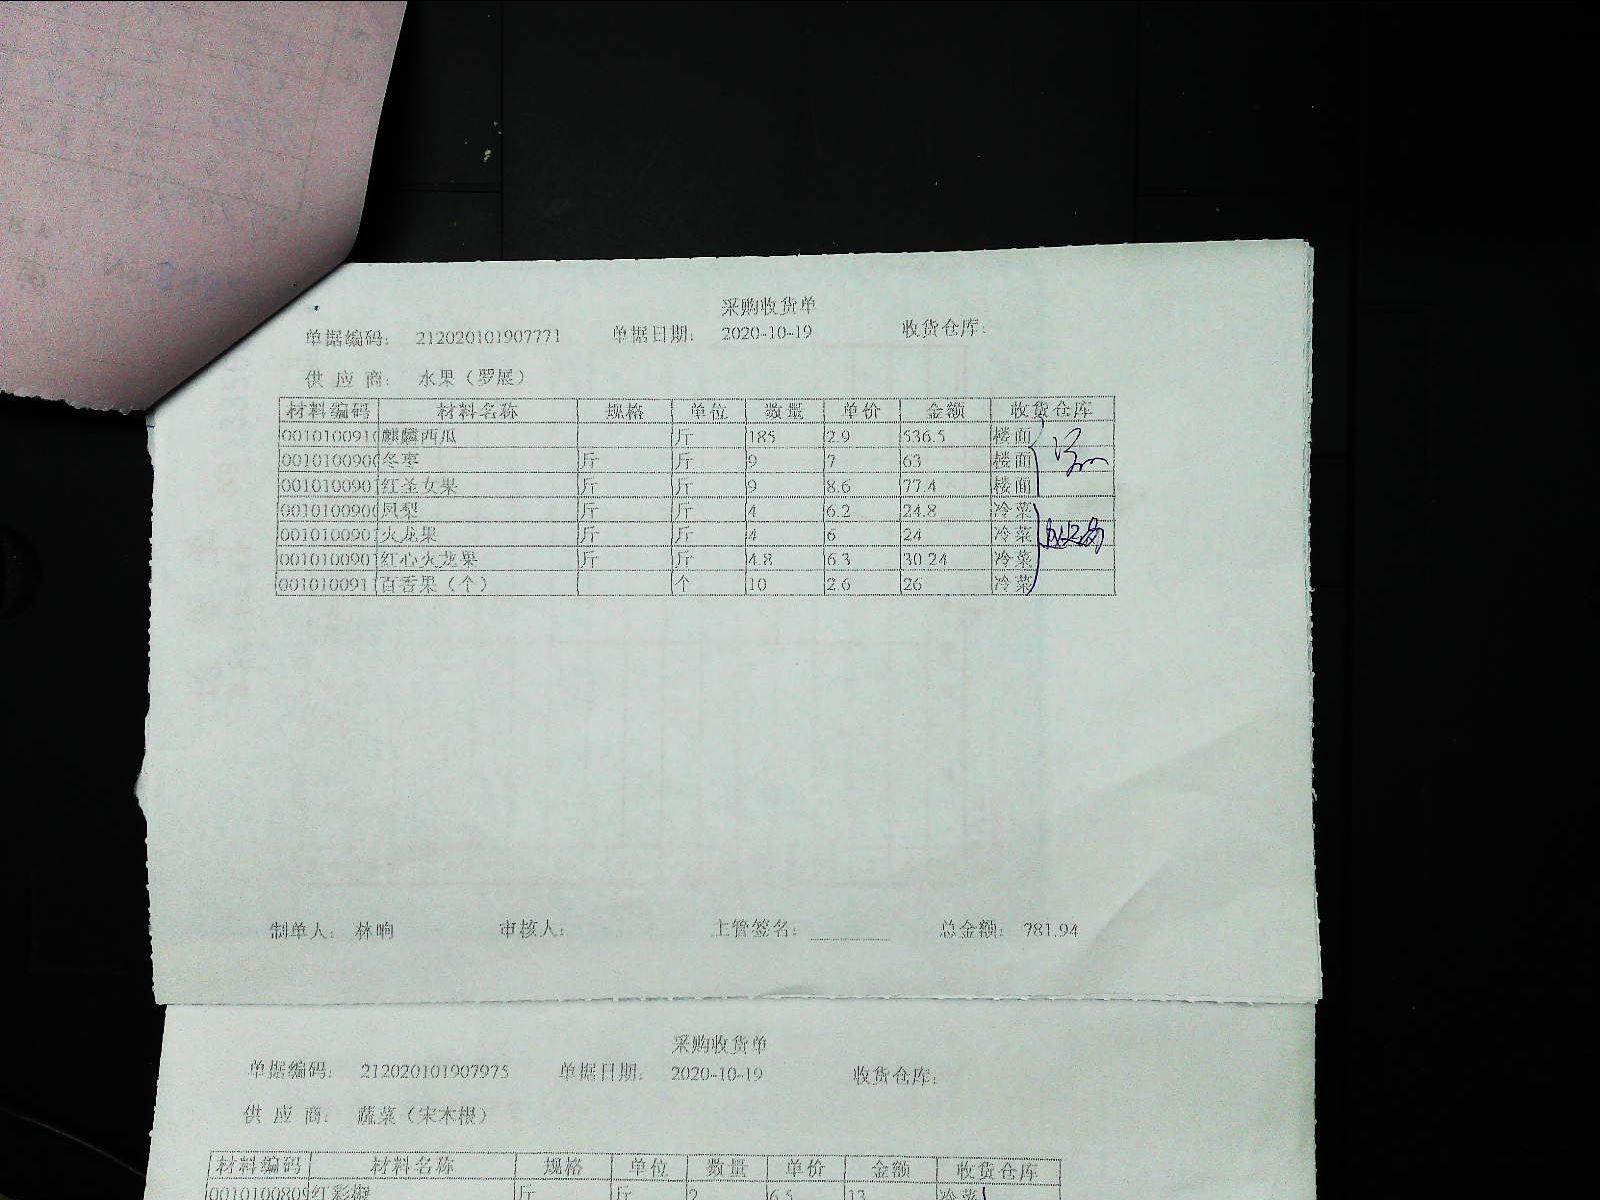 采购收货单
单据编码： 212020101907771 单据日期： 2020-10-19 收货仓库：
供 应 商： 水果（罗展）
材料编码 材料名称 规格 单位 数量 单价 金额 收货仓库
0010100910 麒麟西瓜 斤 185 2.9 536.5 楼面
001010090 冬枣 斤 斤 9 7 63 楼面
001010090 红圣女果 斤 斤 9 8.6 77.4 楼面
001010090 凤梨 斤 斤 4 6.2 24.8 冷菜
001010090 火龙果 斤 斤 4 6 24 冷菜
001010090 红心火龙果 斤 斤 4.8 6.3 30.24 冷菜
001010091 百香果（个） 个 10 2.6 26 冷菜
制单人： 林响 审核人： 主管签名： 总金额： 781.94
采购收货单
单据编码： 212020101907975 单据日期： 2020-10-19 收货仓库：
供 应 商： 蔬菜（宋木根）
材料编码 材料名称 规格 单位 数量 单价 金额 收货仓库
001010080 红彩椒 斤 斤 2 6.5 13 冷菜